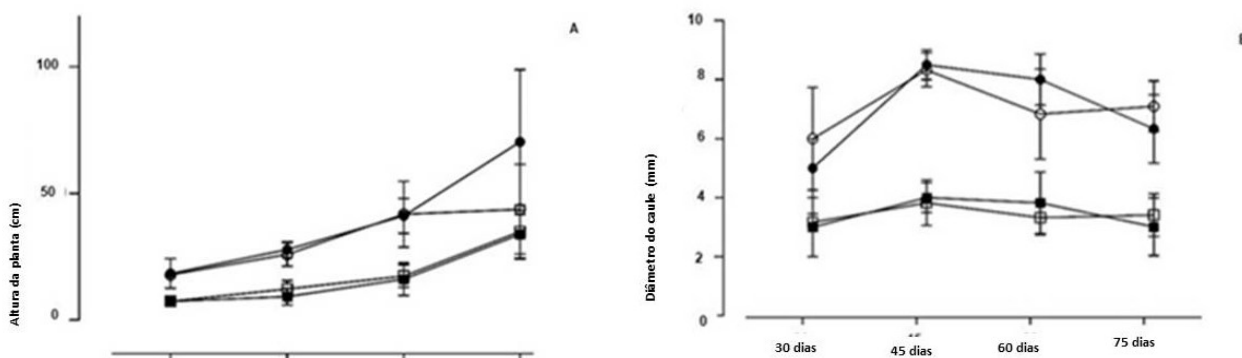 A
Altura da planta (cm)
100
50
0
Diâmetro do caule (mm)
10
8
6
4
2
0
30 dias
45 dias
60 dias
75 dias